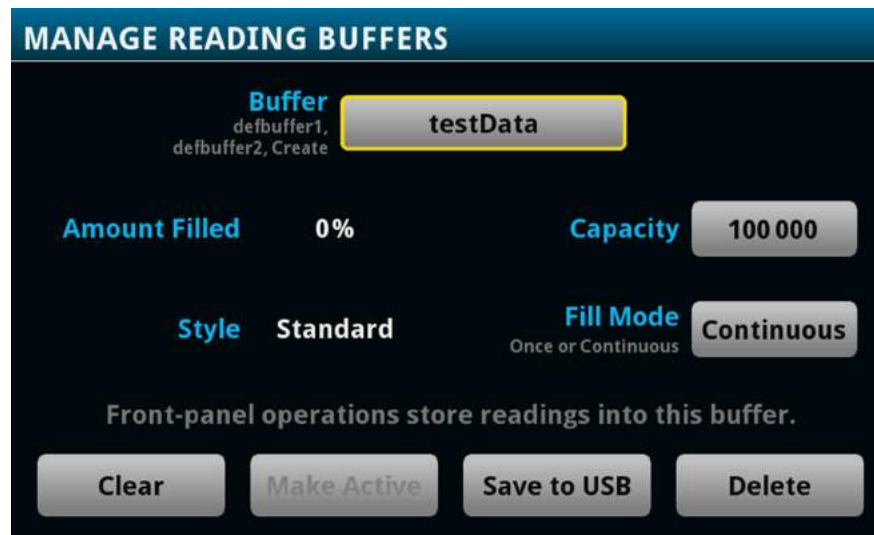 MANAGE READING BUFFERS
Buffer
defbuffer1,
defbuffer2, Create
testData
Amount Filled 0%
Capacity 100 000
Style Standard
Fill Mode
Once or Continuous
Continuous
Front-panel operations store readings into this buffer.
Clear Make Active Save to USB Delete